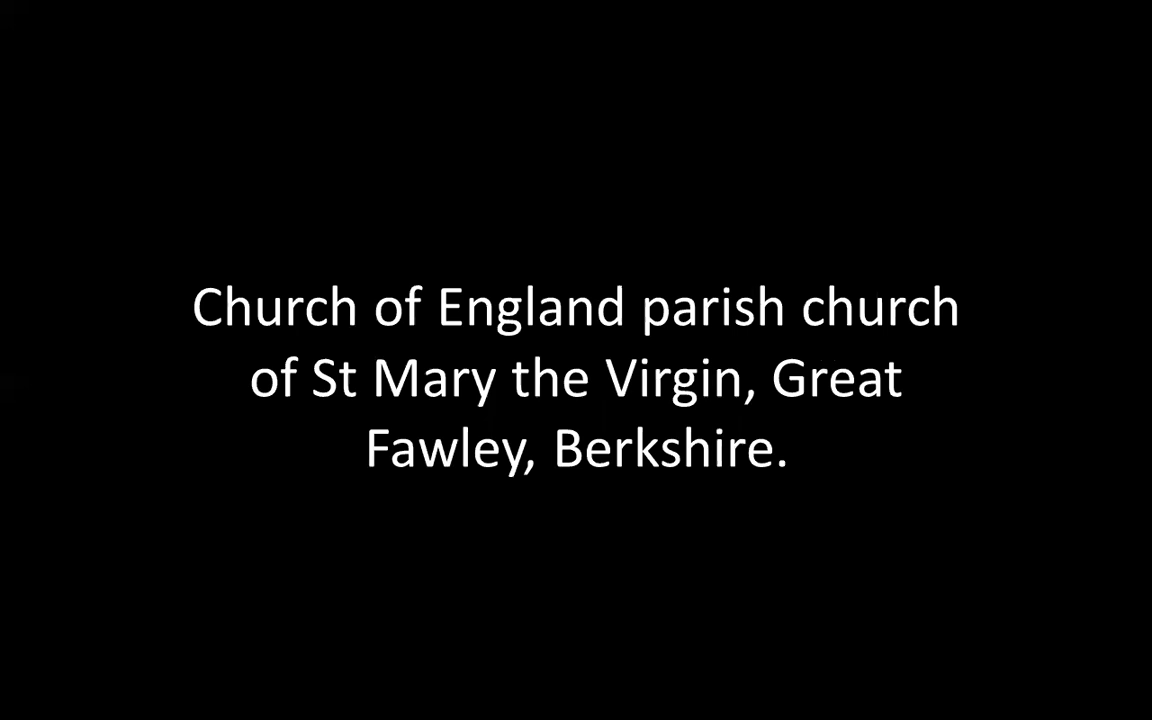 Church of England parish church
of St Mary the Virgin, Great
Fawley, Berkshire.